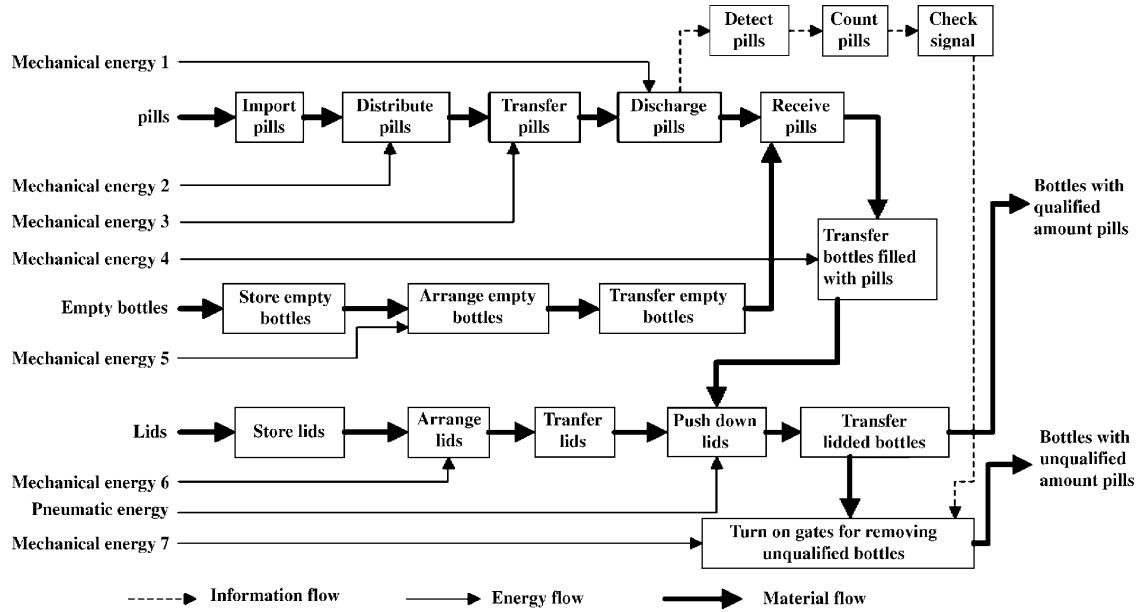 Detect
pills
Count
pills
Check
signal
Mechanical energy 1
pills
Import
pills
Distribute
pills
Transfer
pills
Discharge
pills
Receive
pills
Mechanical energy 2
Mechanical energy 3
Bottles with
qualified
amount pills
Mechanical energy 4
Transfer
bottles filled
with pills
Empty bottles
Store empty
bottles
Arrange empty
bottles
Transfer empty
bottles
Mechanical energy 5
Lids
Store lids
Arrange
lids
Tranfer
lids
Push down
lids
Transfer
lidded bottles
Bottles with
unqualified
amount pills
Mechanical energy 6
Pneumatic energy
Mechanical energy 7
Turn on gates for removing
unqualified bottles
Information flow
Energy flow
Material flow